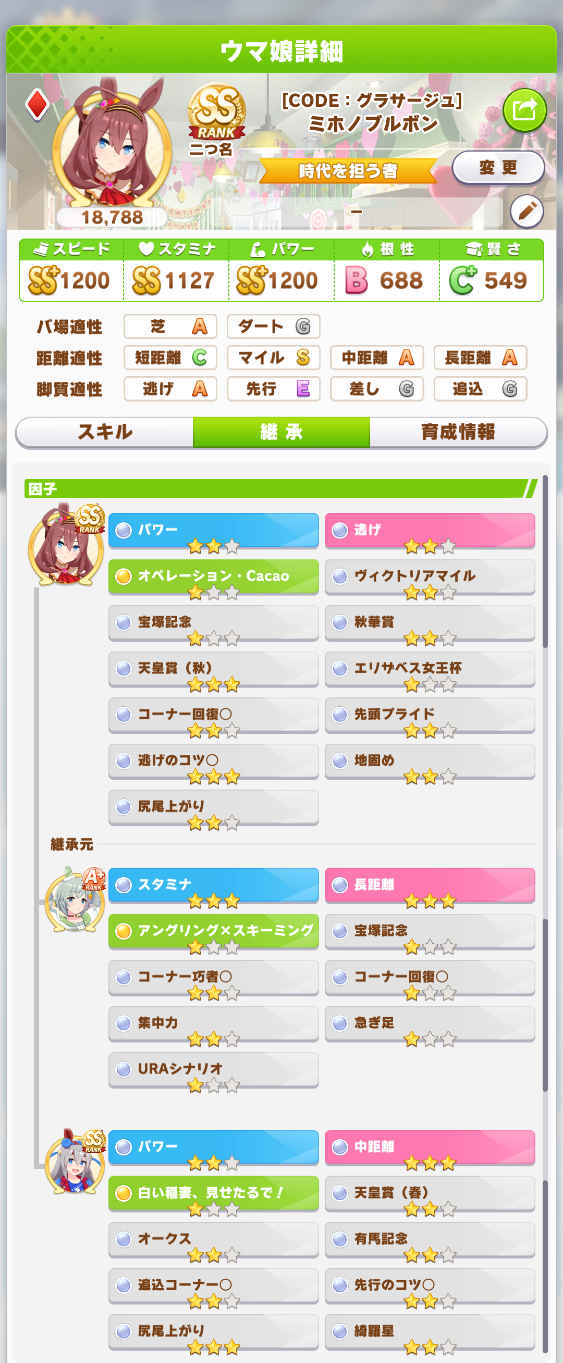 ウマ娘詳細
SS
RANK
[CODE：グラサージュ]
ミホノブルボン
二つ名
時代を担う者
変更
18,788
–
スピード スタミナ パワー 根性 賢さ
SS+ 1200 SS 1127 SS+ 1200 B 688 C+ 549
バ場適性 芝 A ダート G
距離適性 短距離 C マイル S 中距離 A 長距離 A
脚質適性 逃げ A 先行 E 差し G 追込 G
スキル 継承 育成情報
因子
SS RANK
パワー 逃げ
オペレーション・Cacao ヴィクトリアマイル
宝塚記念 秋華賞
天皇賞（秋） エリザベス女王杯
コーナー回復○ 先頭プライド
逃げのコツ○ 地固め
尻尾上がり
継承元
A+ RANK
スタミナ 長距離
アングリング×スキーミング 宝塚記念
コーナー巧者○ コーナー回復○
集中力 急ぎ足
URAシナリオ
SS RANK
パワー 中距離
白い稲妻、見せたるで！ 天皇賞（春）
オークス 有馬記念
追込コーナー○ 先行のコツ○
尻尾上がり 綺羅星